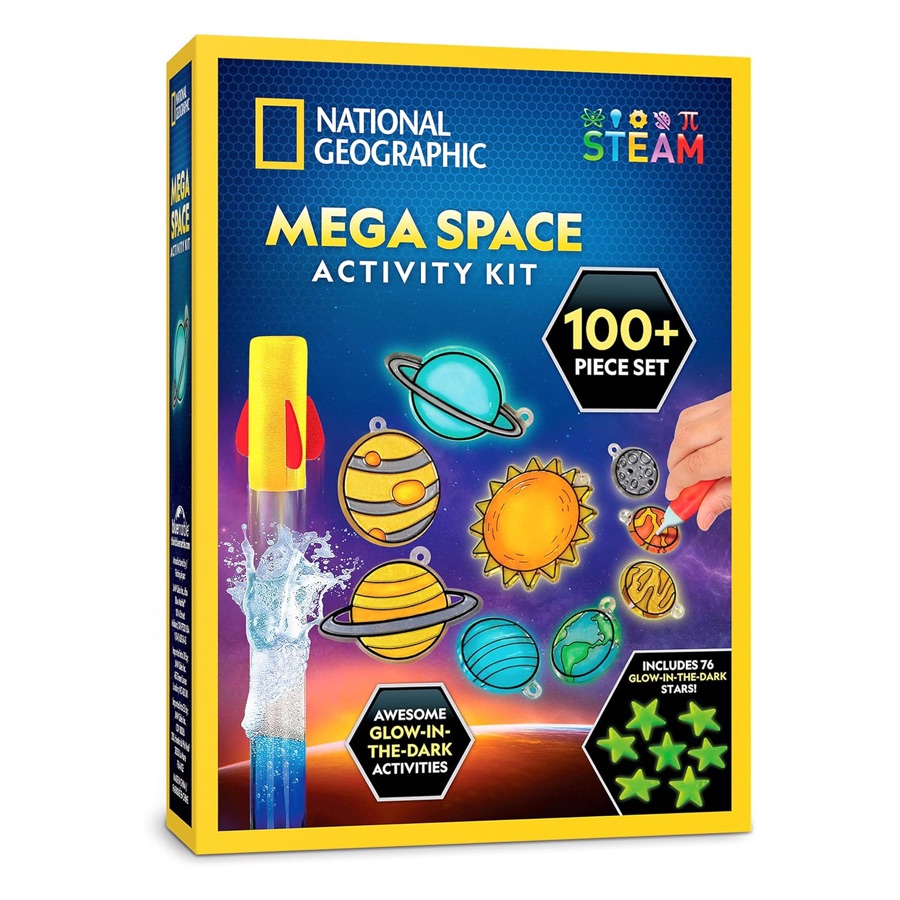 NATIONAL
GEOGRAPHIC
STEAM
MEGA SPACE
ACTIVITY KIT
100+
PIECE SET
INCLUDES 76
GLOW-IN-THE-DARK
STARS!
AWESOME
GLOW-IN-
THE-DARK
ACTIVITIES
NATIONAL
GEOGRAPHIC
MEGA
SPACE
ACTIVITY KIT
bluemarble